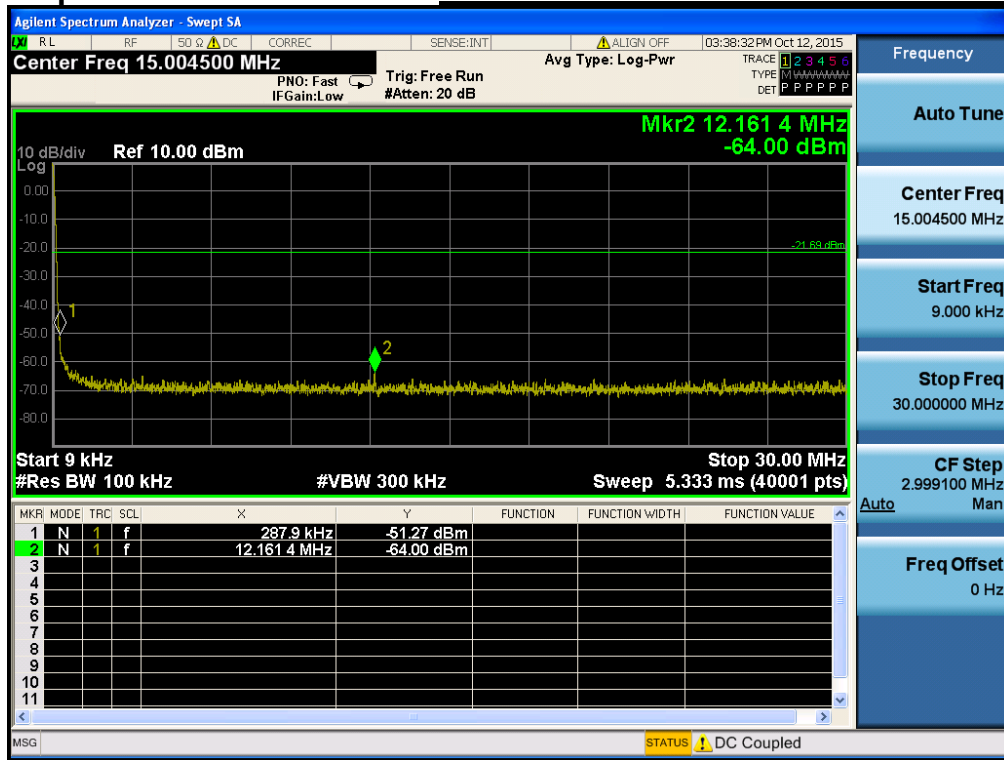 Agilent Spectrum Analyzer - Swept SA
LXI RL RF 50 Ω DC CORREC SENSE:INT ALIGN OFF 03:38:32 PM Oct 12, 2015
Center Freq 15.004500 MHz
PNO: Fast
IFGain:Low
Trig: Free Run
#Atten: 20 dB
Avg Type: Log-Pwr
TRACE 1 2 3 4 5 6
TYPE M WWWWW
DET P P P P P P
Mkr2 12.161 4 MHz
-64.00 dBm
10 dB/div Ref 10.00 dBm
Log
0.00
-10.0
-20.0
-21.69 dBm
-30.0
-40.0
1
-50.0
2
-60.0
-70.0
-80.0
Start 9 kHz Stop 30.00 MHz
#Res BW 100 kHz #VBW 300 kHz Sweep 5.333 ms (40001 pts)
MKR MODE TRC SCL X Y FUNCTION FUNCTION WIDTH FUNCTION VALUE
1 N 1 f 287.9 kHz -51.27 dBm
2 N 1 f 12.161 4 MHz -64.00 dBm
3
4
5
6
7
8
9
10
11
MSG STATUS DC Coupled
Frequency
Auto Tune
Center Freq
15.004500 MHz
Start Freq
9.000 kHz
Stop Freq
30.000000 MHz
CF Step
2.999100 MHz
Auto Man
Freq Offset
0 Hz